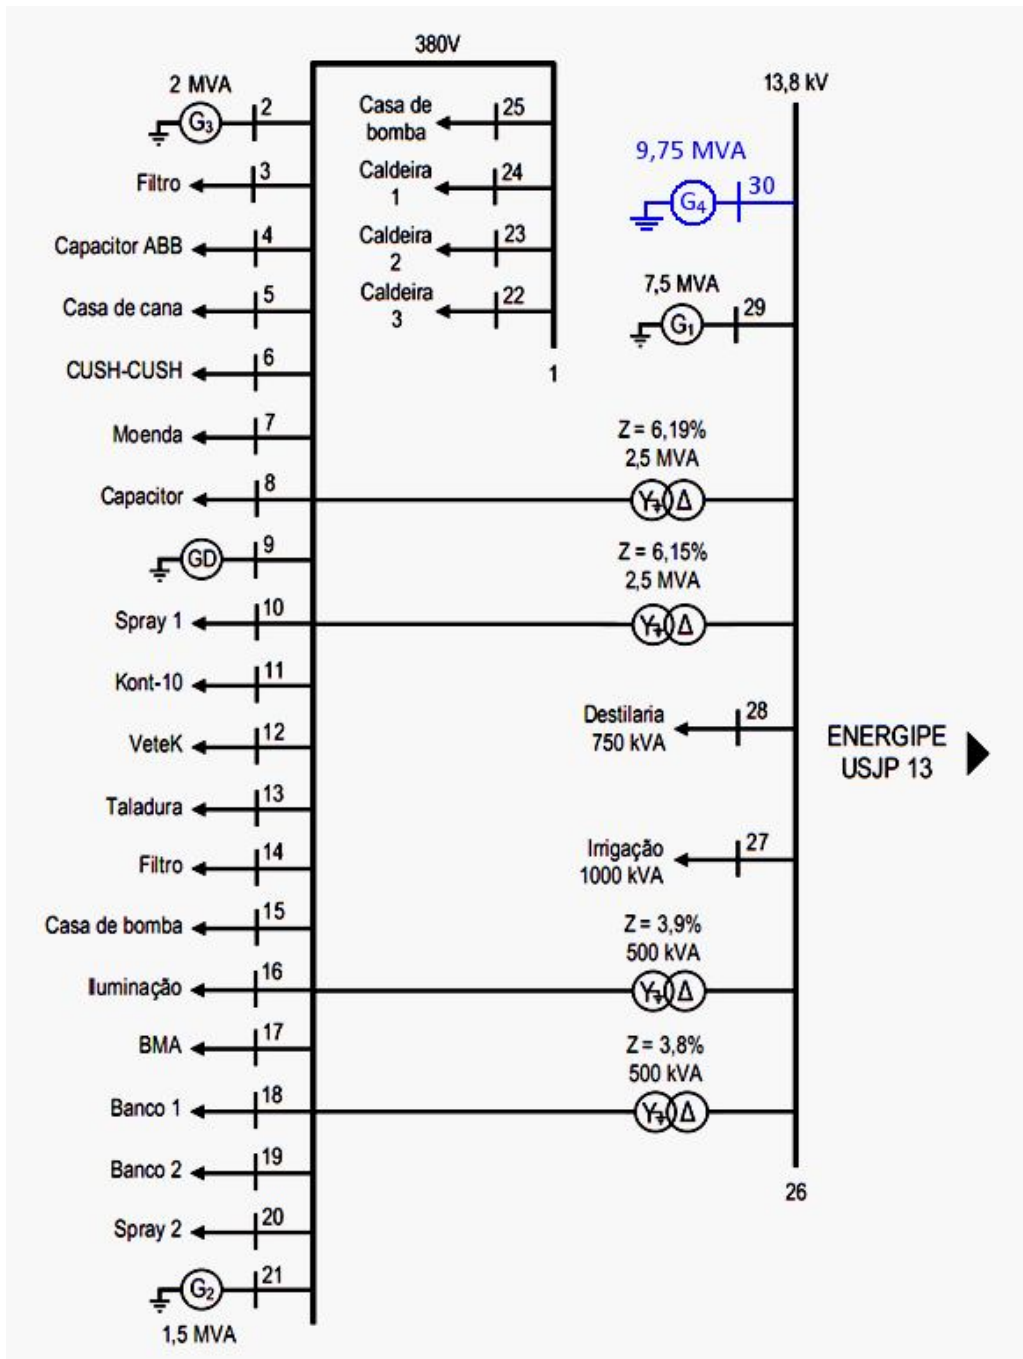 380V
13,8 kV
2 MVA
G3
2
Filtro
3
Capacitor ABB
4
Casa de cana
5
CUSH-CUSH
6
Moenda
7
Capacitor
8
GD
9
Spray 1
10
Kont-10
11
VeteK
12
Taladura
13
Filtro
14
Casa de bomba
15
Iluminação
16
BMA
17
Banco 1
18
Banco 2
19
Spray 2
20
G2
21
1,5 MVA
Casa de
bomba
25
Caldeira
1
24
Caldeira
2
23
Caldeira
3
22
1
9,75 MVA
G4
30
7,5 MVA
G1
29
Z = 6,19%
2,5 MVA
Y Δ
Z = 6,15%
2,5 MVA
Y Δ
Destilaria
750 kVA
28
ENERGIPE
USJP 13
Irrigação
1000 kVA
27
Z = 3,9%
500 kVA
Y Δ
Z = 3,8%
500 kVA
Y Δ
26